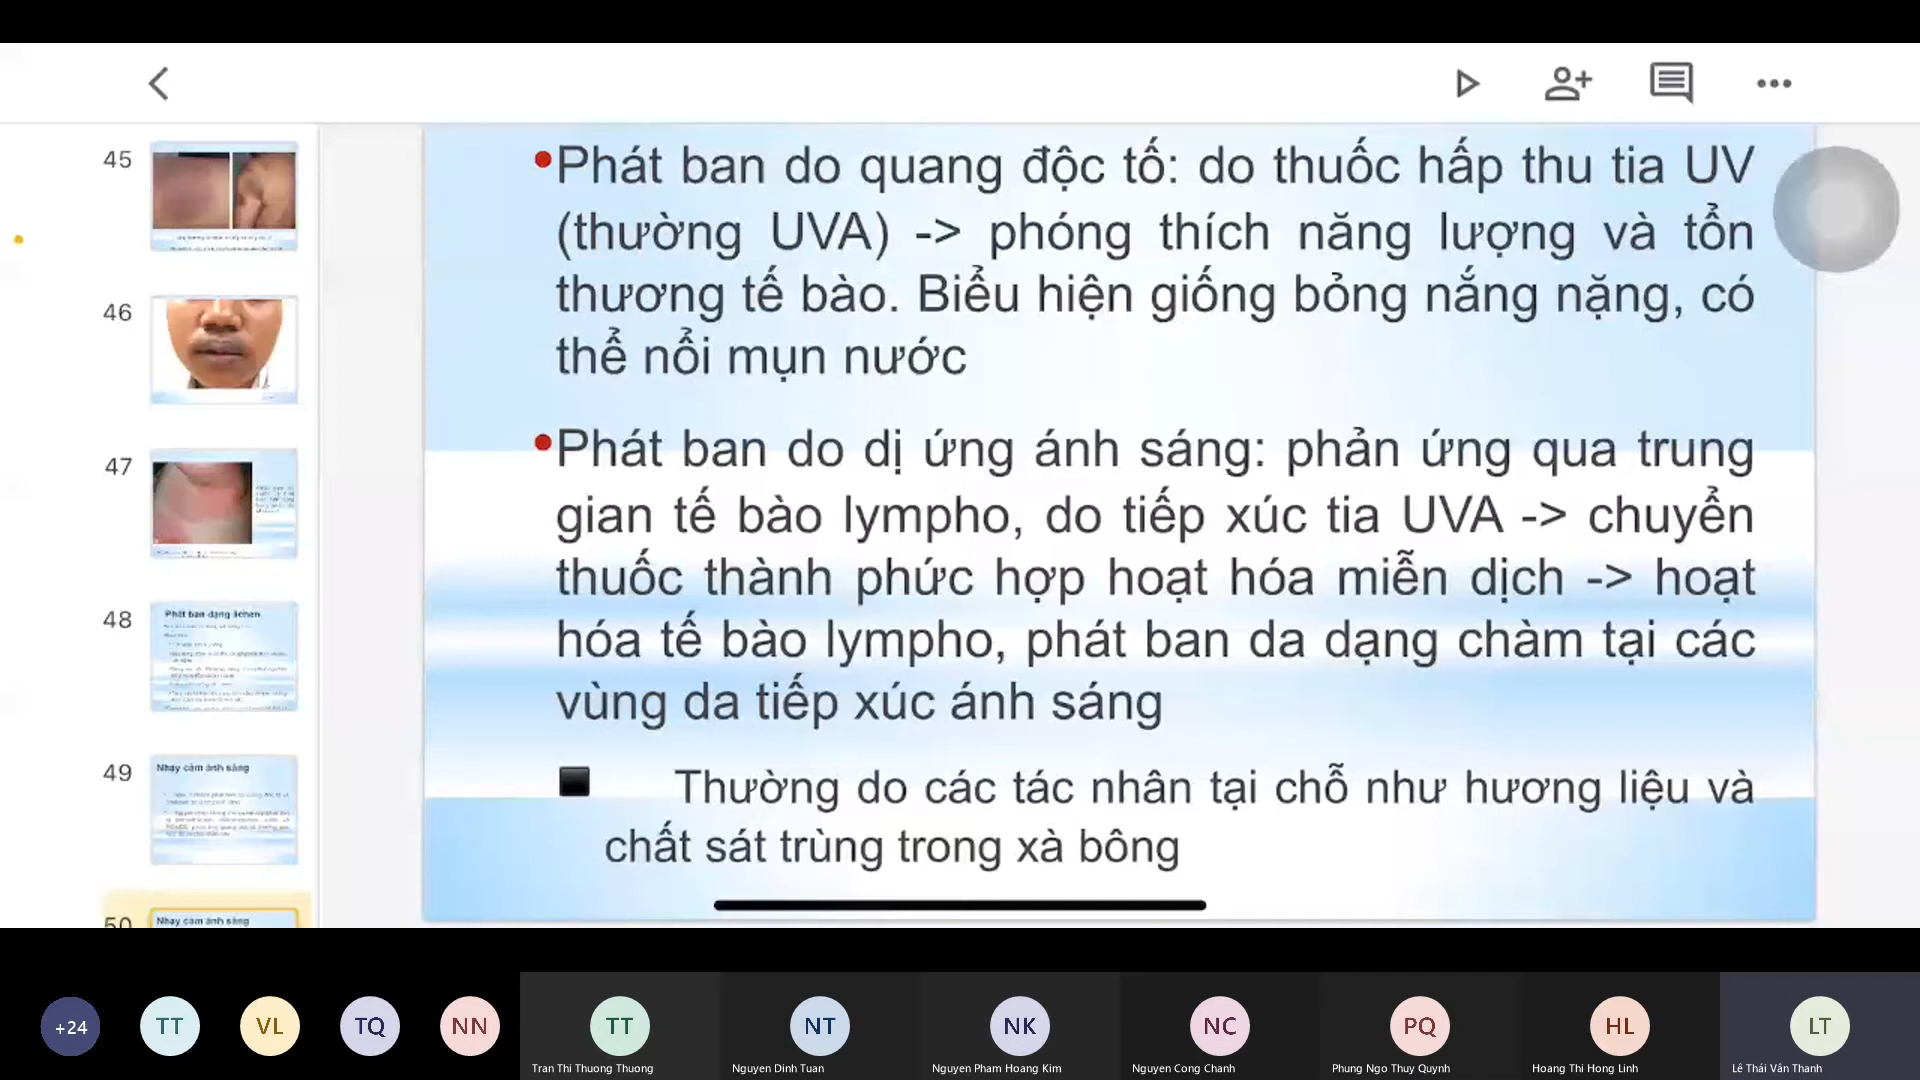 45
46
47
48
Phát ban dạng lichen
49
Nhạy cảm ánh sáng
50
Nhạy cảm ánh sáng
•Phát ban do quang độc tố: do thuốc hấp thu tia UV
(thường UVA) -> phóng thích năng lượng và tổn
thương tế bào. Biểu hiện giống bỏng nắng nặng, có
thể nổi mụn nước
•Phát ban do dị ứng ánh sáng: phản ứng qua trung
gian tế bào lympho, do tiếp xúc tia UVA -> chuyển
thuốc thành phức hợp hoạt hóa miễn dịch -> hoạt
hóa tế bào lympho, phát ban da dạng chàm tại các
vùng da tiếp xúc ánh sáng
■ Thường do các tác nhân tại chỗ như hương liệu và
chất sát trùng trong xà bông
+24
TT
VL
TQ
NN
TT
NT
NK
NC
PQ
HL
LT
Tran Thi Thuong Thuong
Nguyen Dinh Tuan
Nguyen Pham Hoang Kim
Nguyen Cong Chanh
Phung Ngo Thuy Quynh
Hoang Thi Hong Linh
Lê Thái Vân Thanh